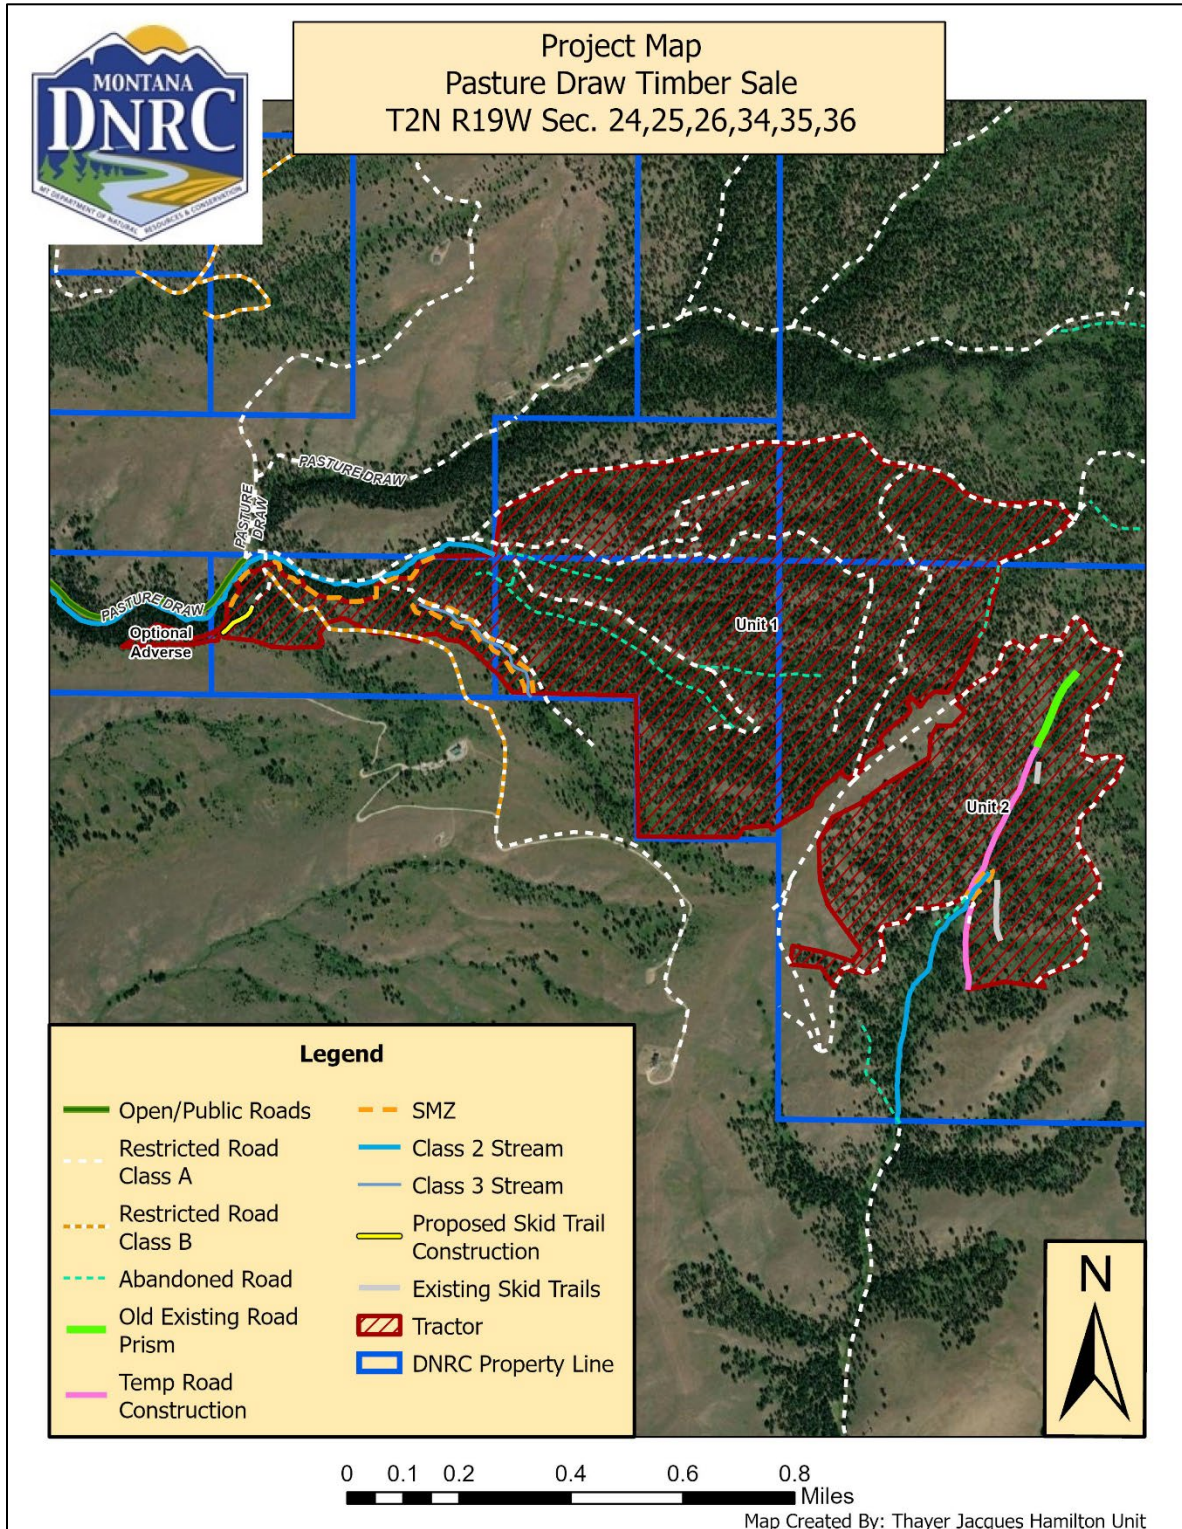 MONTANA
DNRC
MT DEPARTMENT OF NATURAL RESOURCES & CONSERVATION
Project Map
Pasture Draw Timber Sale
T2N R19W Sec. 24,25,26,34,35,36
PASTURE DRAW
PASTURE
DRAW
PASTURE DRAW
Optional
Adverse
Unit 1
Unit 2
Legend
Open/Public Roads
Restricted Road
Class A
Restricted Road
Class B
Abandoned Road
Old Existing Road
Prism
Temp Road
Construction
SMZ
Class 2 Stream
Class 3 Stream
Proposed Skid Trail
Construction
Existing Skid Trails
Tractor
DNRC Property Line
N
0 0.1 0.2 0.4 0.6 0.8
Miles
Map Created By: Thayer Jacques Hamilton Unit